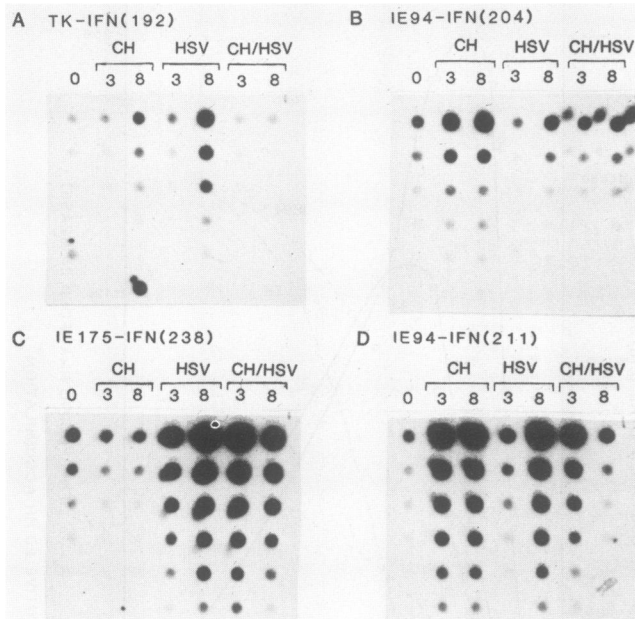 A TK-IFN(192)
CH HSV CH/HSV
0 3 8 3 8 3 8
B IE94-IFN(204)
CH HSV CH/HSV
0 3 8 3 8 3 8
C IE175-IFN(238)
CH HSV CH/HSV
0 3 8 3 8 3 8
D IE94-IFN(211)
CH HSV CH/HSV
0 3 8 3 8 3 8